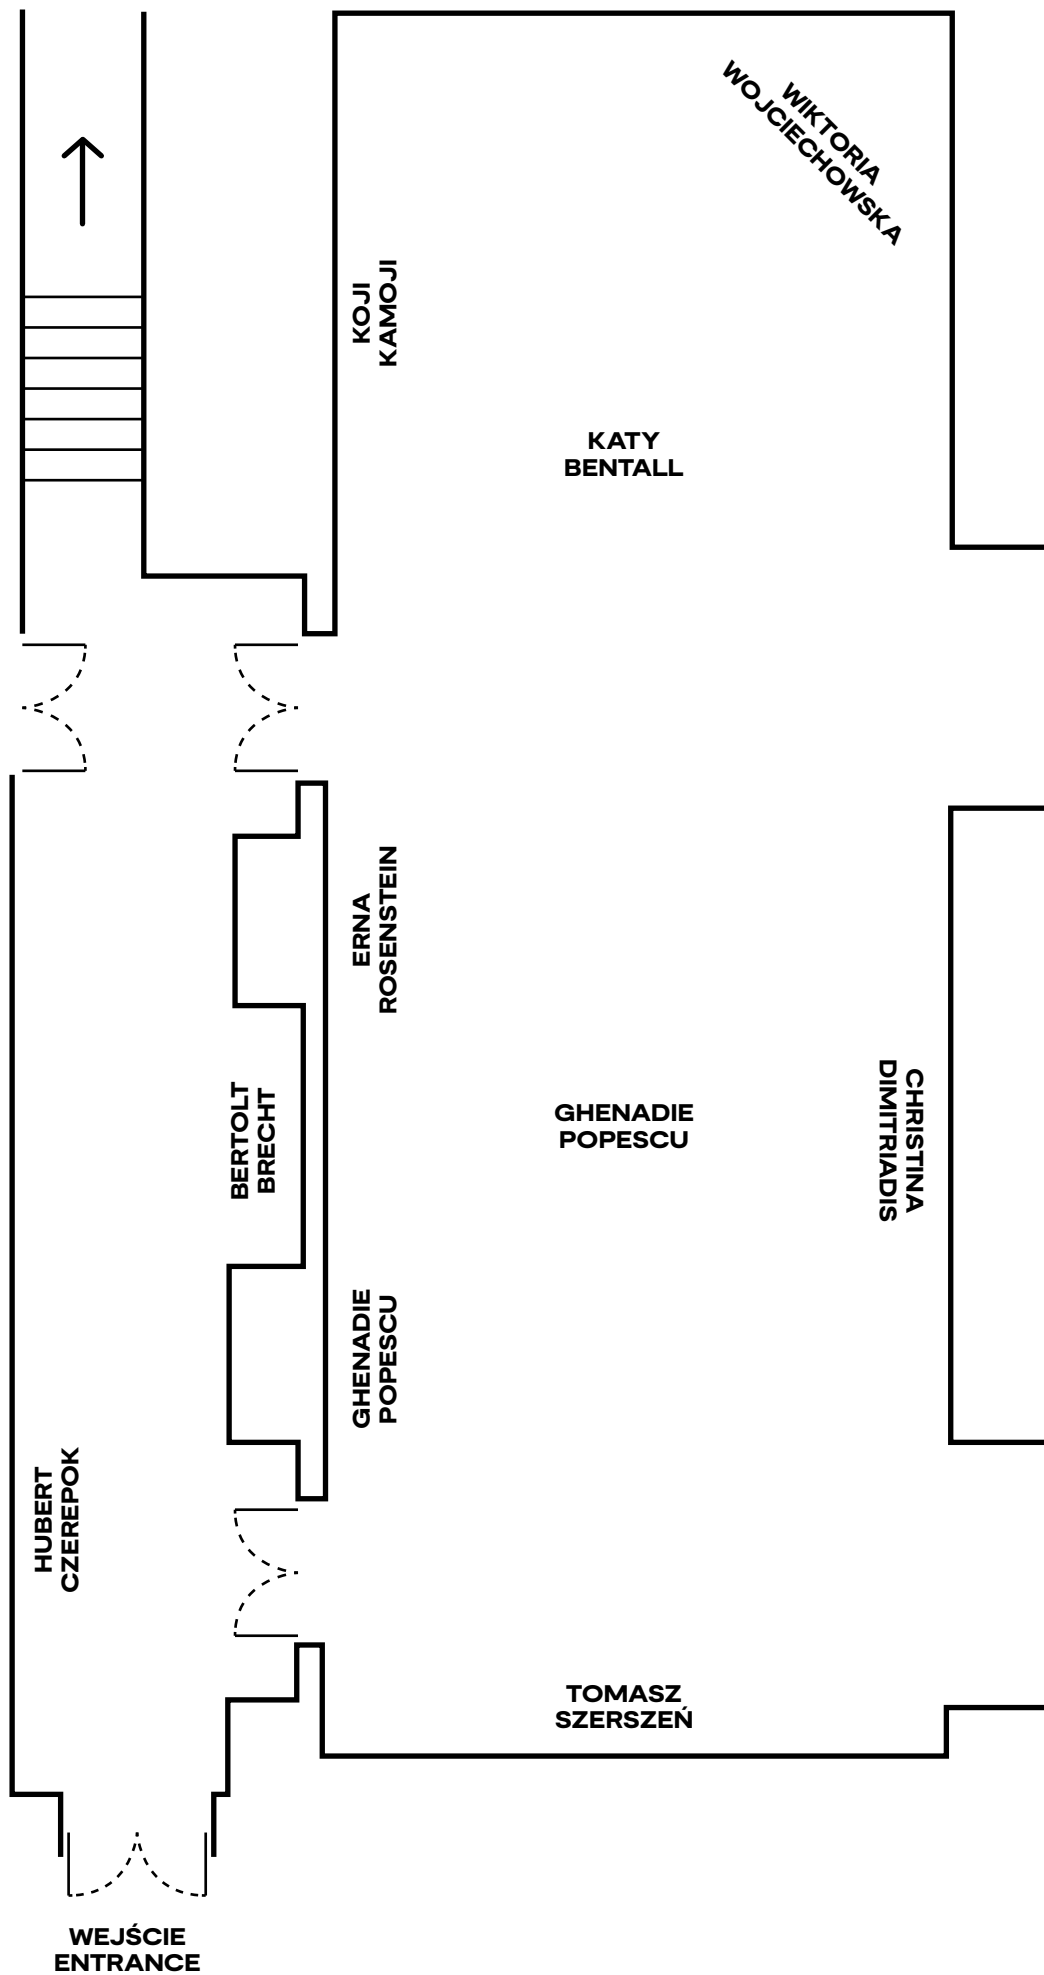 WIKTORIA
WOJCIECHOWSKA
KOJI
KAMOJI
KATY
BENTALL
ERNA
ROSENSTEIN
BERTOLT
BRECHT
GHENADIE
POPESCU
CHRISTINA
DIMITRIADIS
GHENADIE
POPESCU
HUBERT
CZEREPOK
TOMASZ
SZERSZEŃ
WEJŚCIE
ENTRANCE